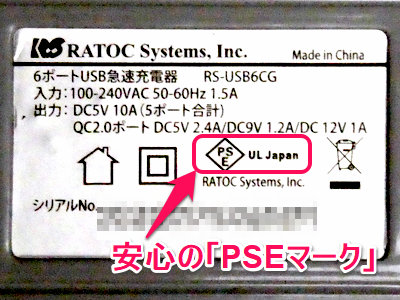 RATOC Systems, Inc. Made in China
6ポートUSB急速充電器 RS-USB6CG
入力：100-240VAC 50-60Hz 1.5A
出力：DC5V 10A(5ポート合計)
QC2.0ポート DC5V 2.4A/DC9V 1.2A/DC 12V 1A
PSE UL Japan
RATOC Systems, Inc.
シリアルNo.
安心の「PSEマーク」